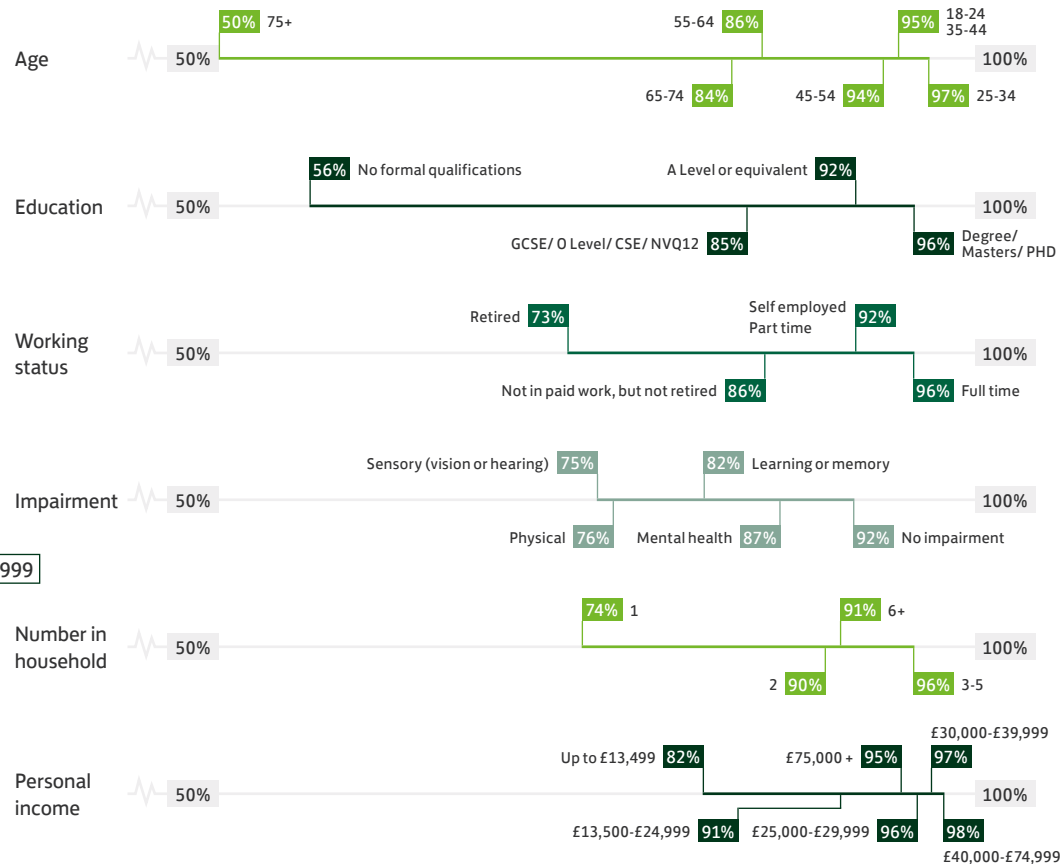 50% 75+
55-64 86%
95% 18-24
35-44
Age
50%
100%
65-74 84%
45-54 94%
97% 25-34
56% No formal qualifications
A Level or equivalent 92%
Education
50%
100%
GCSE/ O Level/ CSE/ NVQ12 85%
96% Degree/
Masters/ PHD
Retired 73%
Self employed
Part time
92%
Working
status
50%
100%
Not in paid work, but not retired 86%
96% Full time
Sensory (vision or hearing) 75%
82% Learning or memory
Impairment
50%
100%
Physical 76%
Mental health 87%
92% No impairment
999
74% 1
91% 6+
Number in
household
50%
100%
2 90%
96% 3-5
£30,000-£39,999
Up to £13,499 82%
£75,000 + 95%
97%
Personal
income
50%
100%
£13,500-£24,999 91%
£25,000-£29,999 96%
98%
£40,000-£74,999